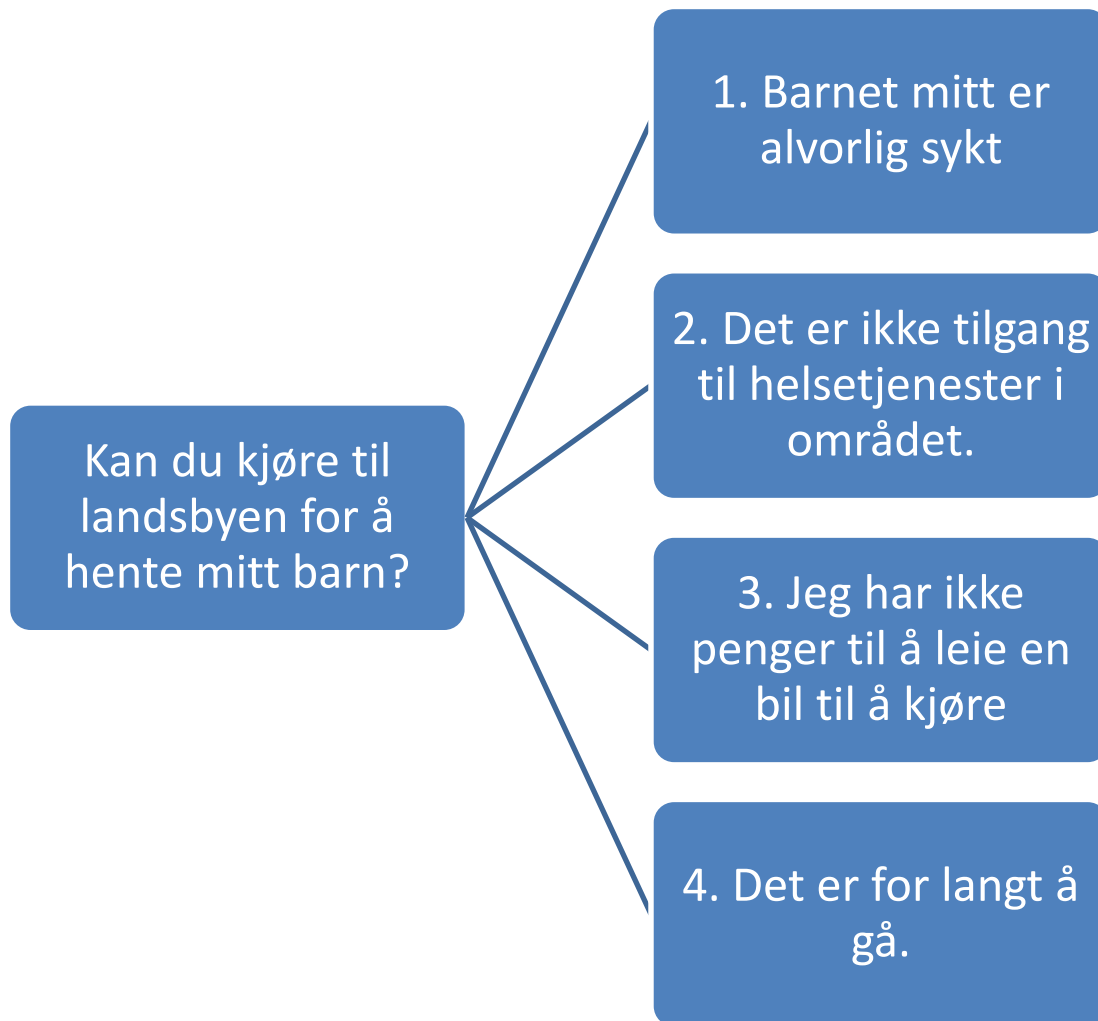 Kan du kjøre til
landsbyen for å
hente mitt barn?
1. Barnet mitt er
alvorlig sykt
2. Det er ikke tilgang
til helsetjenester i
området.
3. Jeg har ikke
penger til å leie en
bil til å kjøre
4. Det er for langt å
gå.